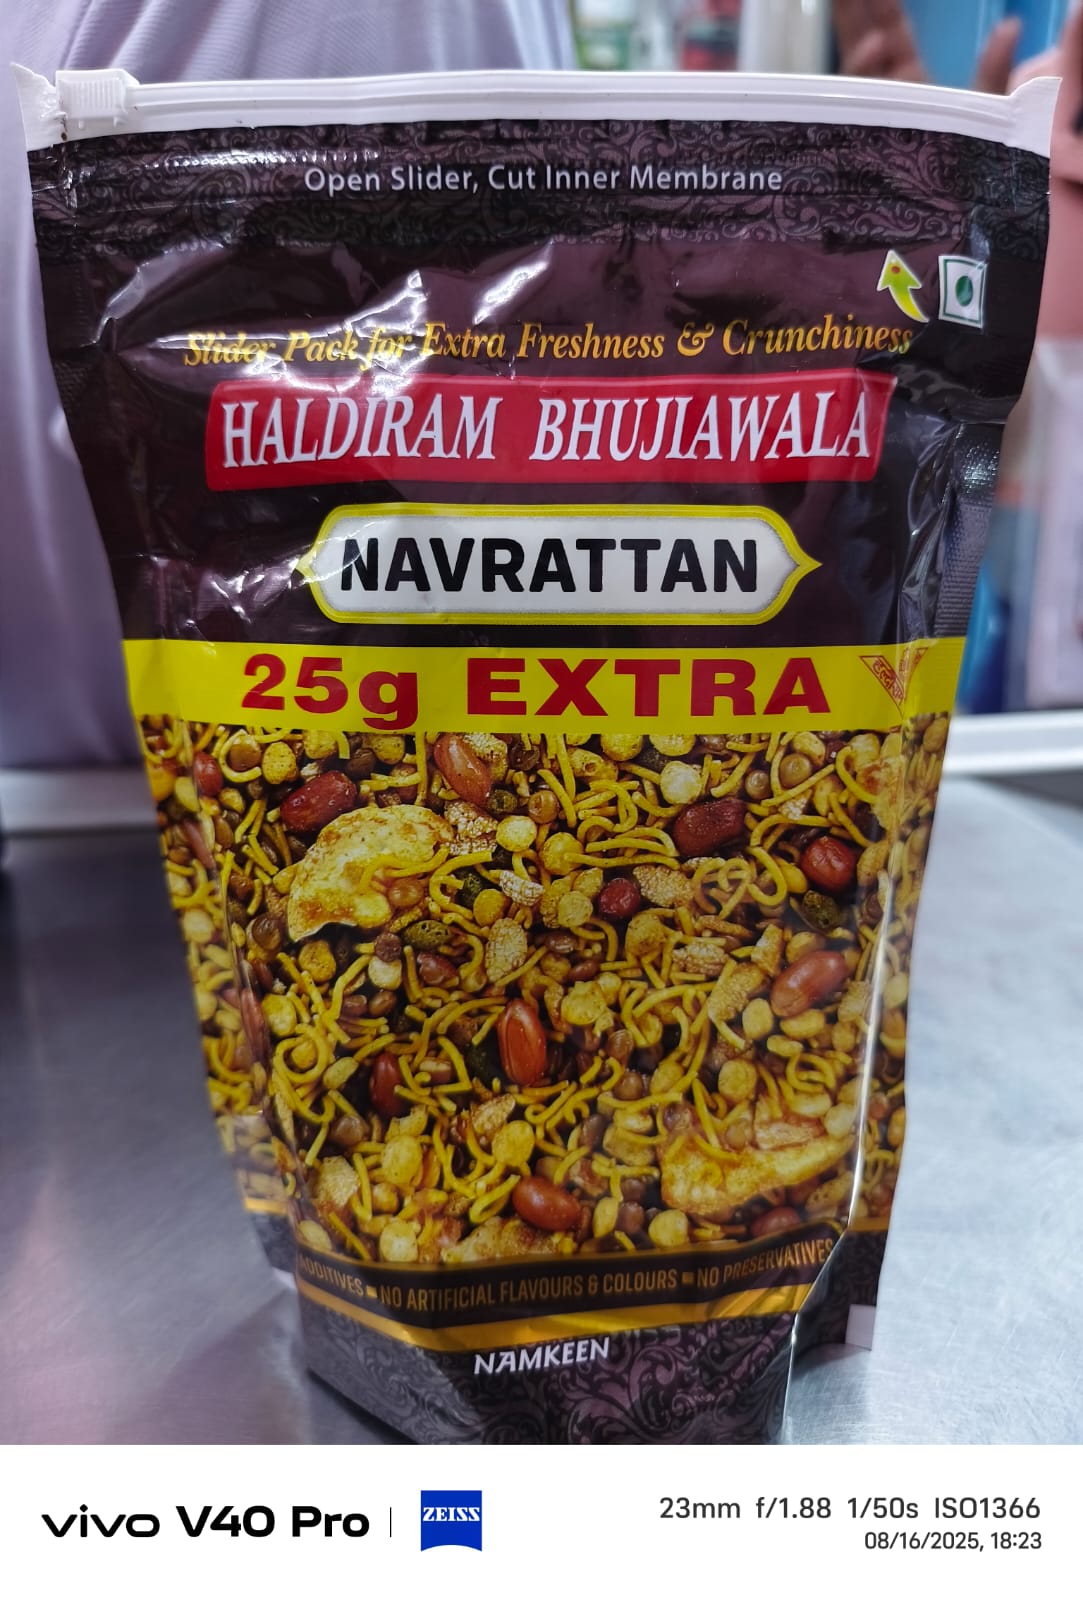 Open Slider, Cut Inner Membrane
Slider Pack for Extra Freshness & Crunchiness
HALDIRAM BHUJIAWALA
NAVRATTAN
25g EXTRA
ADDITIVES ▪ NO ARTIFICIAL FLAVOURS & COLOURS ▪ NO PRESERVATIVES
NAMKEEN
vivo V40 Pro | ZEISS
23mm f/1.88 1/50s ISO1366
08/16/2025, 18:23